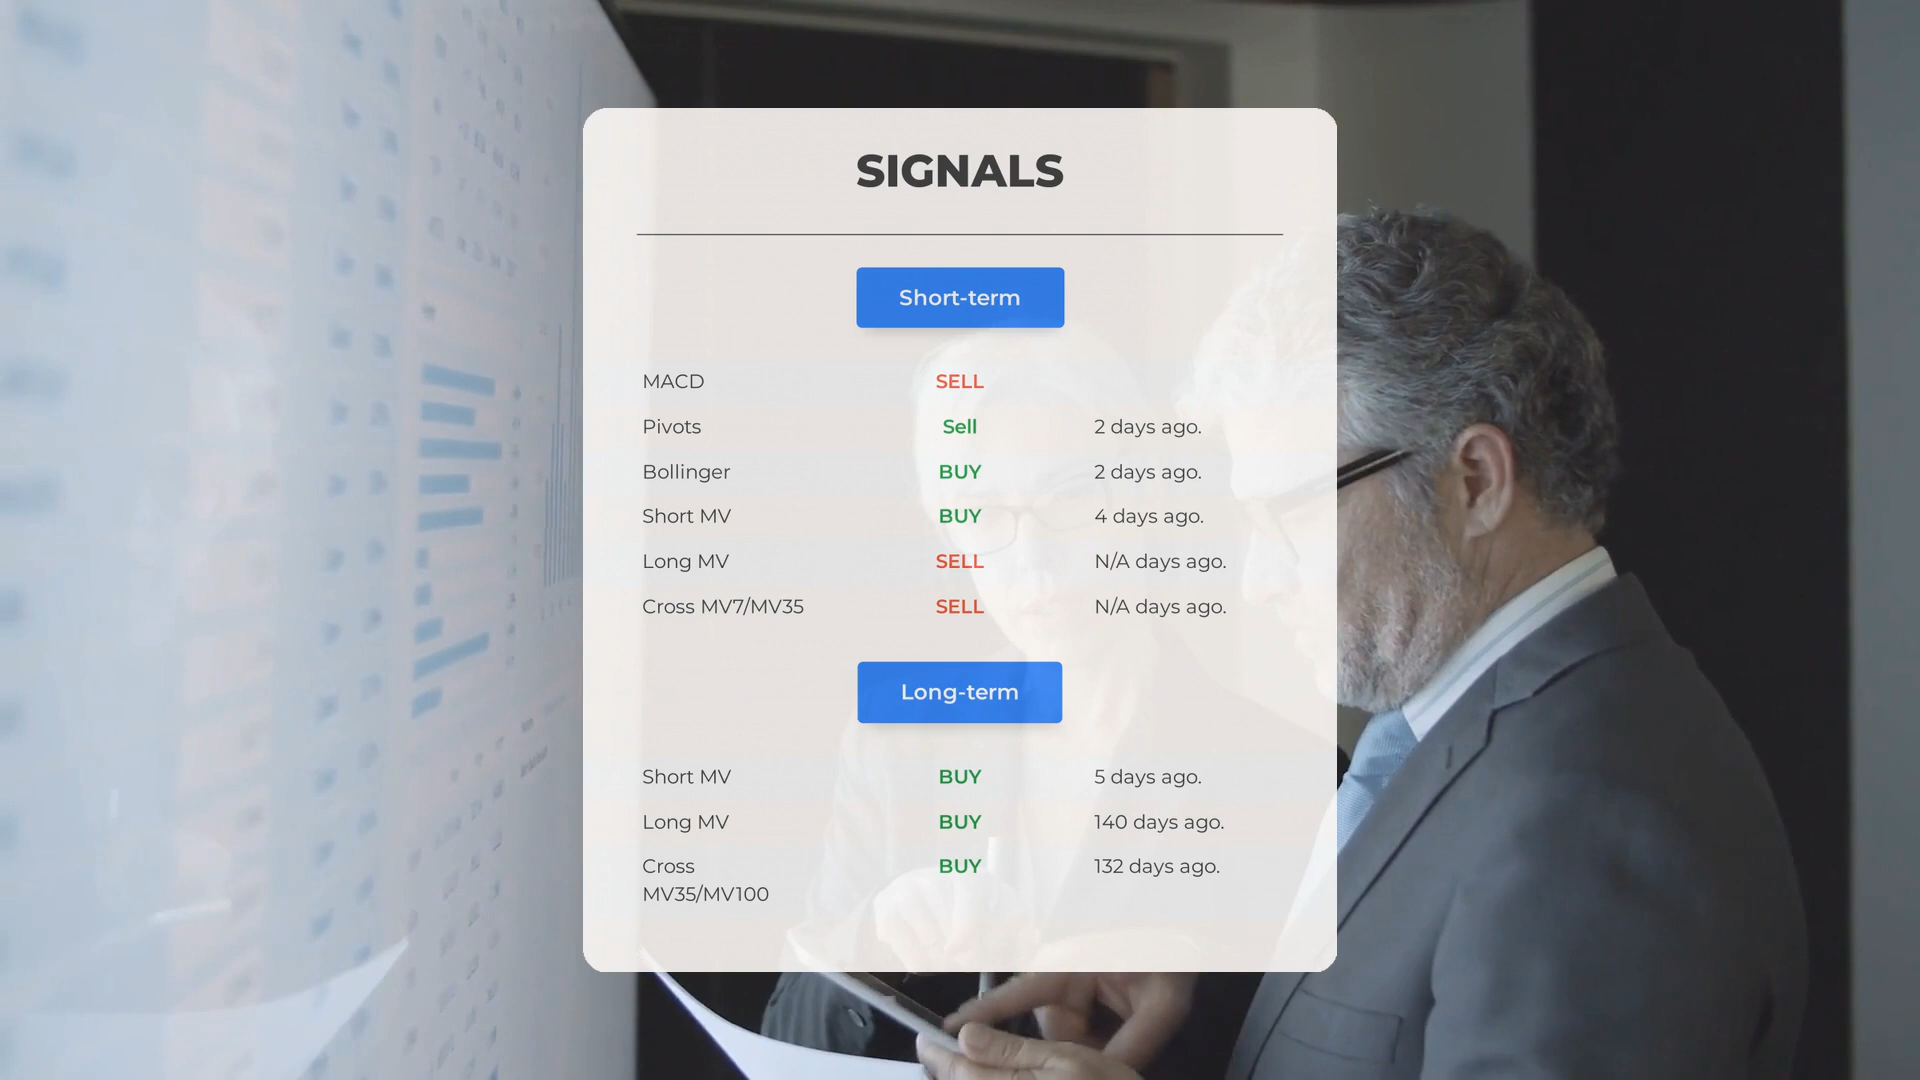 SIGNALS
Short-term
MACD SELL
Pivots Sell 2 days ago.
Bollinger BUY 2 days ago.
Short MV BUY 4 days ago.
Long MV SELL N/A days ago.
Cross MV7/MV35 SELL N/A days ago.
Long-term
Short MV BUY 5 days ago.
Long MV BUY 140 days ago.
Cross BUY 132 days ago.
MV35/MV100